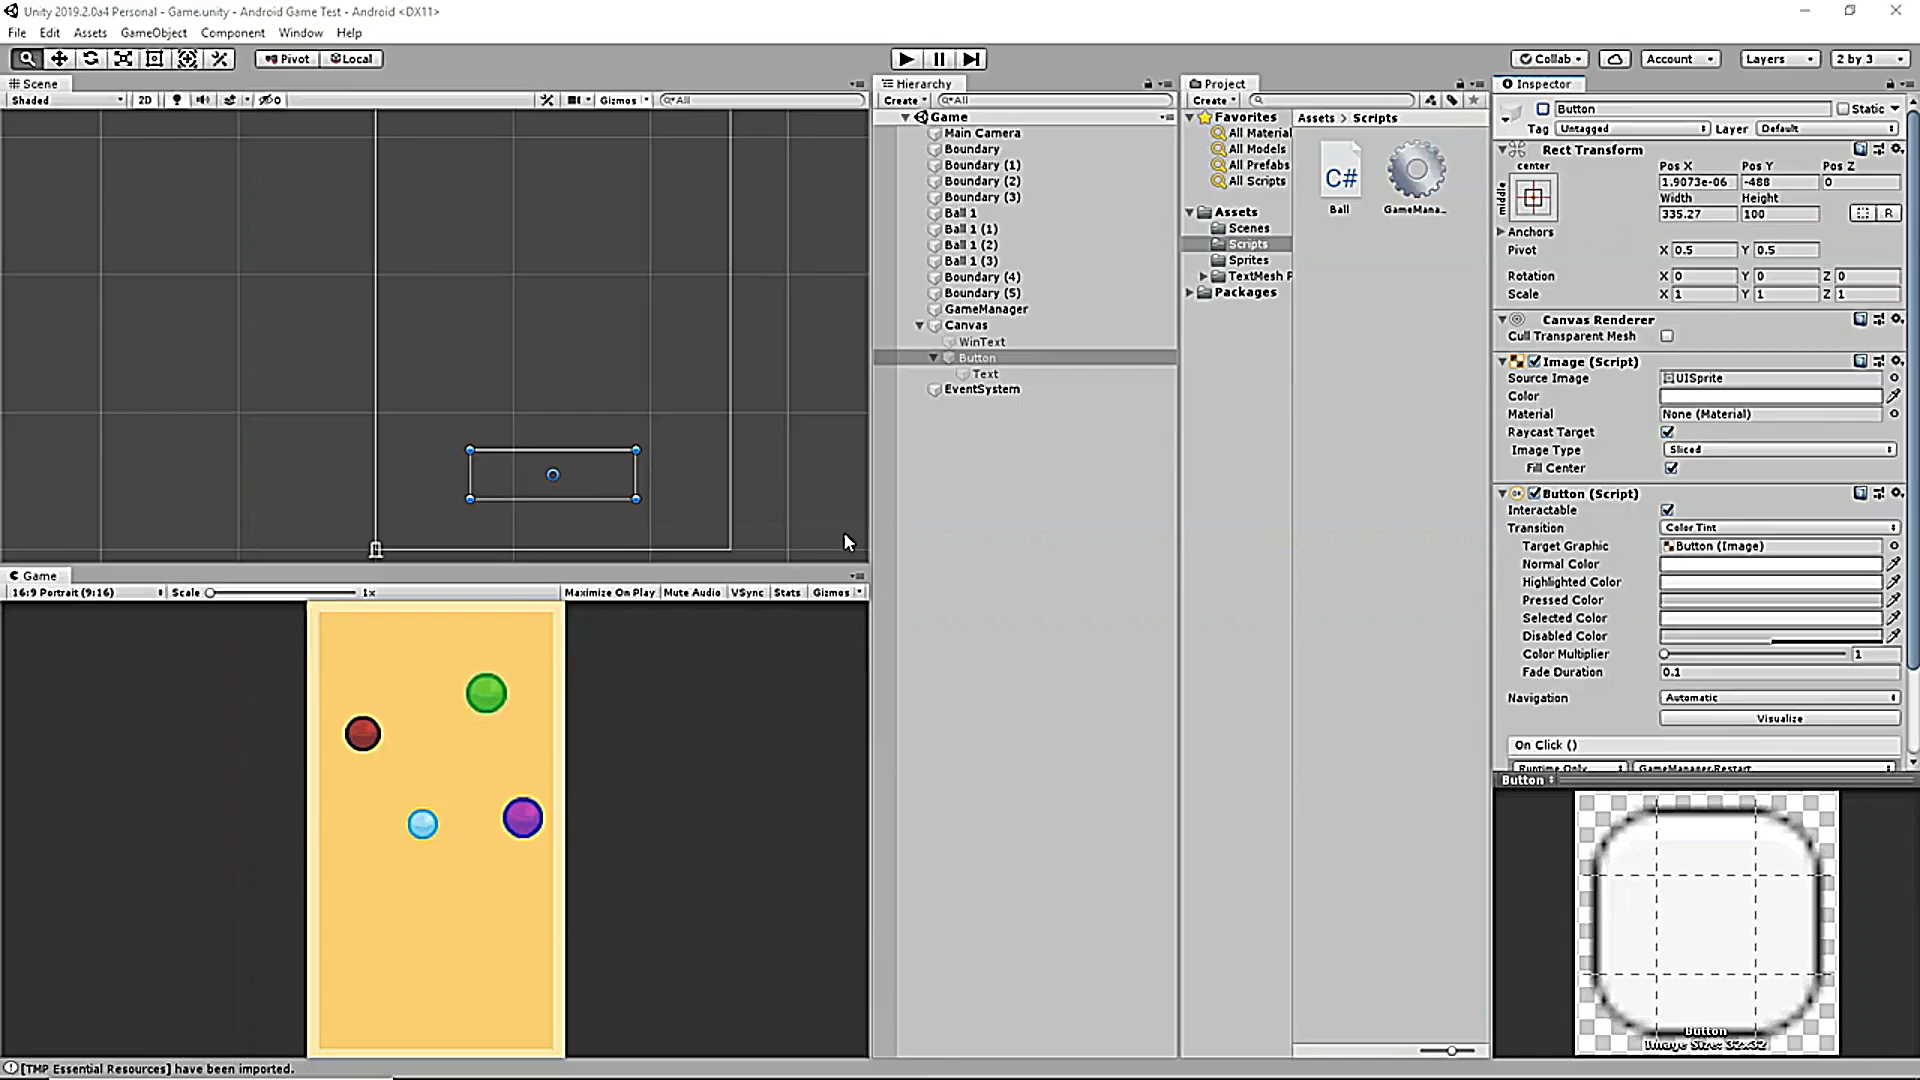 Unity 2019.2.0a4 Personal - Game.unity - Android Game Test - Android <DX11>
File Edit Assets GameObject Component Window Help
Pivot Local Collab Account Layers 2 by 3
Scene
Shaded 2D Gizmos All
Game
16:9 Portrait (9:16) Scale 1x Maximize On Play Mute Audio VSync Stats Gizmos
Hierarchy
Create All
Game
Main Camera
Boundary
Boundary (1)
Boundary (2)
Boundary (3)
Ball 1
Ball 1 (1)
Ball 1 (2)
Ball 1 (3)
Boundary (4)
Boundary (5)
GameManager
Canvas
WinText
Button
Text
EventSystem
Project
Create
Favorites
All Material
All Models
All Prefabs
All Scripts
Assets
Scenes
Scripts
Sprites
TextMesh P
Packages
Assets > Scripts
C#
Ball GameMana...
Inspector
Button Static
Tag Untagged Layer Default
Rect Transform
center
middle
Pos X Pos Y Pos Z
1.9073e-06 -488 0
Width Height
335.27 100 R
Anchors
Pivot X 0.5 Y 0.5
Rotation X 0 Y 0 Z 0
Scale X 1 Y 1 Z 1
Canvas Renderer
Cull Transparent Mesh
Image (Script)
Source Image UISprite
Color
Material None (Material)
Raycast Target
Image Type Sliced
Fill Center
Button (Script)
Interactable
Transition Color Tint
Target Graphic Button (Image)
Normal Color
Highlighted Color
Pressed Color
Selected Color
Disabled Color
Color Multiplier 1
Fade Duration 0.1
Navigation Automatic
Visualize
On Click ()
Runtime Only GameManager.Restart
Button
Button
Image Size: 32x32
[TMP Essential Resources] have been imported.